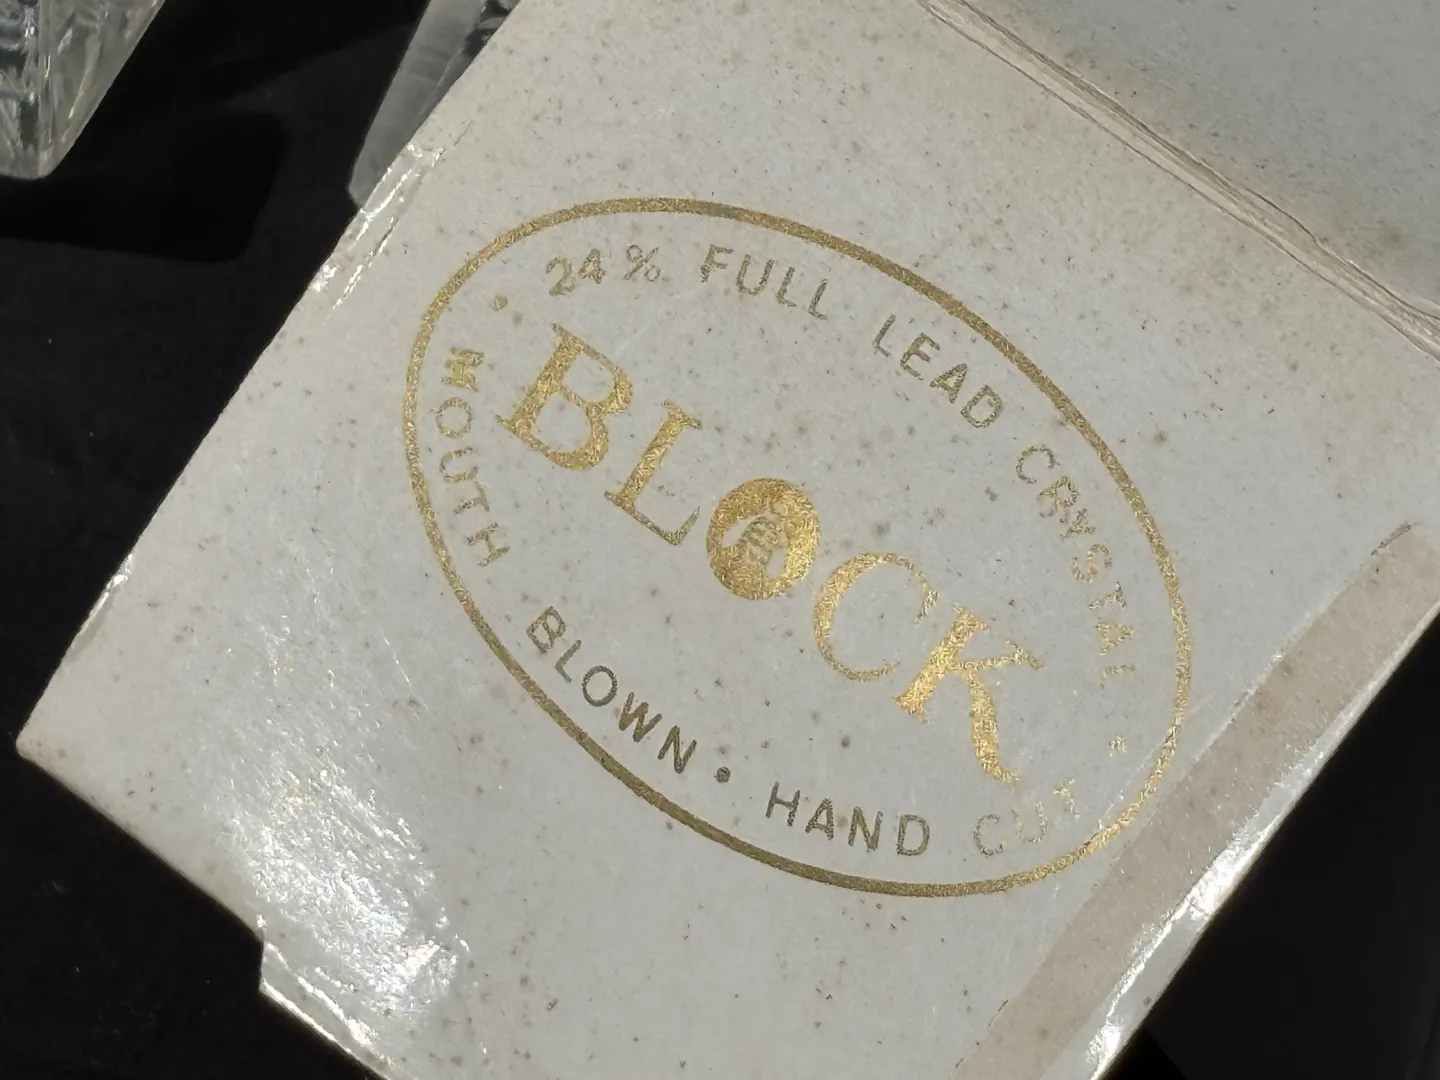 • 24% FULL LEAD CRYSTAL •
BLOCK
MOUTH BLOWN • HAND CUT